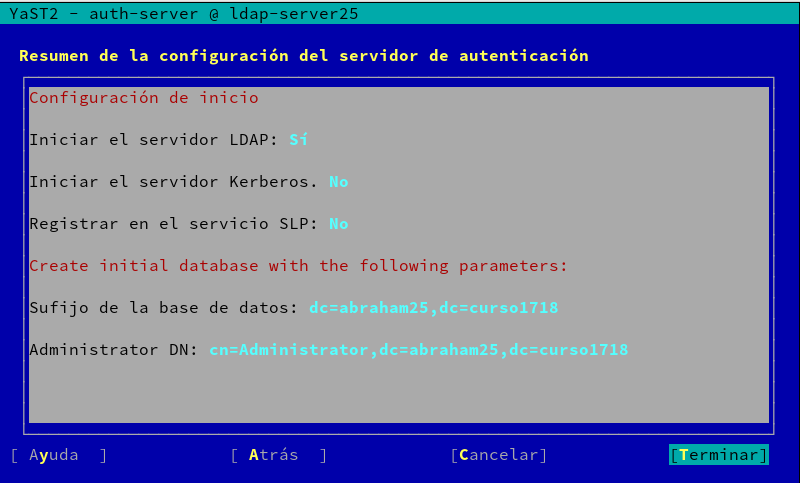 YaST2 - auth-server @ ldap-server25
Resumen de la configuración del servidor de autenticación
Configuración de inicio
Iniciar el servidor LDAP: Sí
Iniciar el servidor Kerberos. No
Registrar en el servicio SLP: No
Create initial database with the following parameters:
Sufijo de la base de datos: dc=abraham25,dc=curso1718
Administrator DN: cn=Administrator,dc=abraham25,dc=curso1718
[ Ayuda  ] [ Atrás  ] [Cancelar] [Terminar]